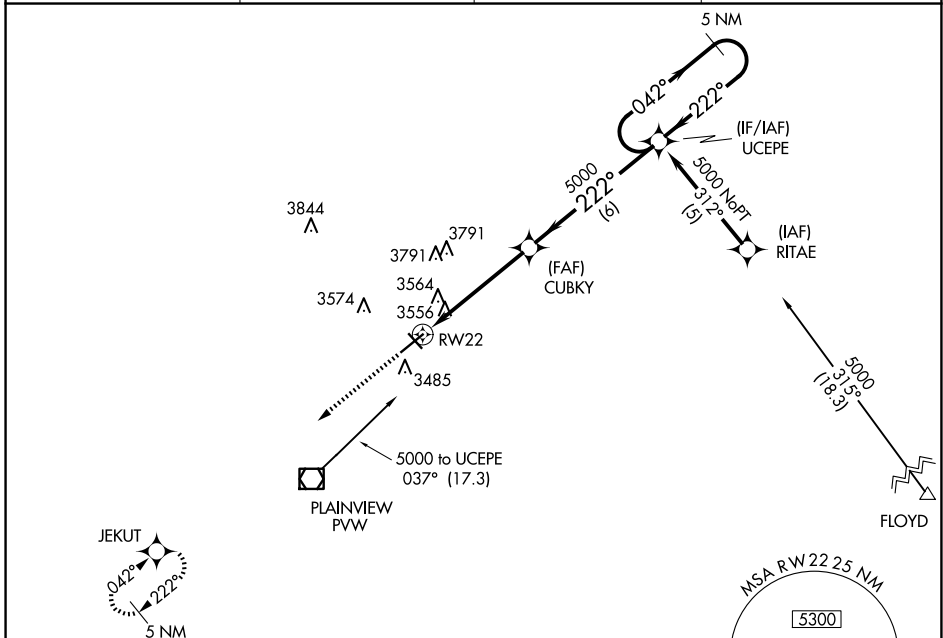 5 NM
042°
222°
(IF/IAF)
UCEPE
5000
222°
(6)
5000 NoPT
312°
(5)
(IAF)
RITAE
3844
3791
3791
(FAF)
CUBKY
3564
3574
3556
RW22
3485
5000
315°
(18.3)
5000 to UCEPE
037° (17.3)
PLAINVIEW
PVW
FLOYD
JEKUT
042°
222°
5 NM
MSA RW22 25 NM
5300